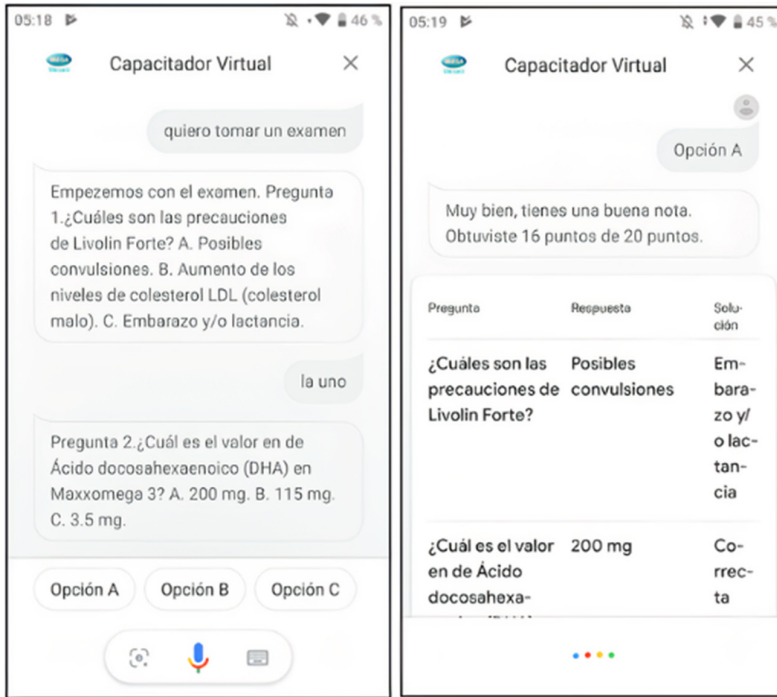 05:18 46 %
Capacitador Virtual
quiero tomar un examen
Empezemos con el examen. Pregunta
1.¿Cuáles son las precauciones
de Livolin Forte? A. Posibles
convulsiones. B. Aumento de los
niveles de colesterol LDL (colesterol
malo). C. Embarazo y/o lactancia.
la uno
Pregunta 2.¿Cuál es el valor en de
Ácido docosahexaenoico (DHA) en
Maxxomega 3? A. 200 mg. B. 115 mg.
C. 3.5 mg.
Opción A Opción B Opción C
05:19 45 %
Capacitador Virtual
Opción A
Muy bien, tienes una buena nota.
Obtuviste 16 puntos de 20 puntos.
Pregunta Respuesta Solu-
ción
¿Cuáles son las Posibles Em-
precauciones de convulsiones bara-
Livolin Forte? zo y/
o lac-
tan-
cia
¿Cuál es el valor 200 mg Co-
en de Ácido rrec-
docosahexa- ta